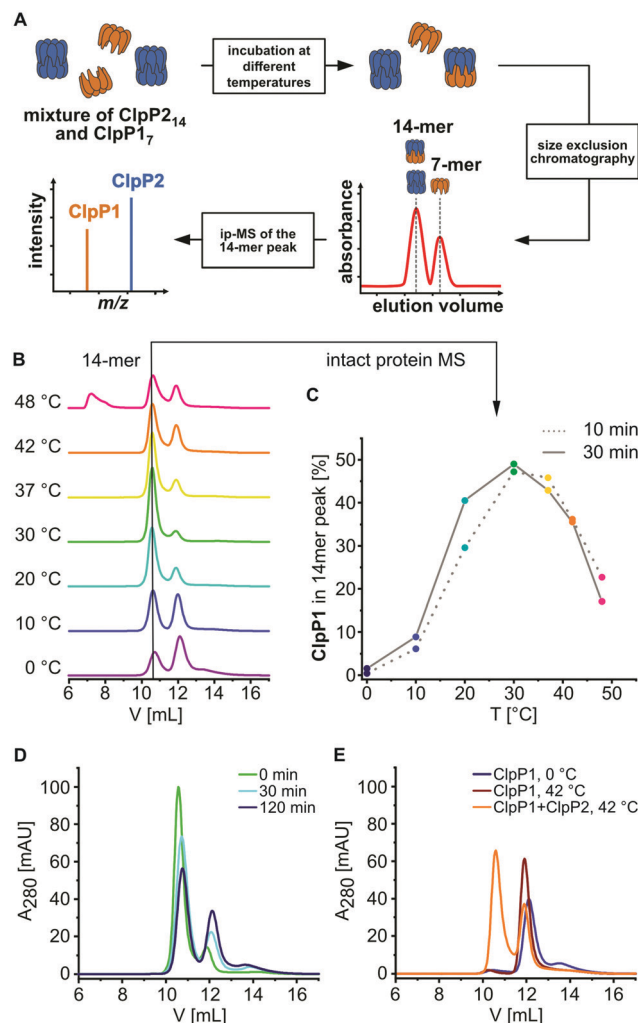 A
mixture of ClpP2₁₄
and ClpP1₇
incubation at
different
temperatures
size exclusion
chromatography
14-mer
7-mer
absorbance
elution volume
ip-MS of the
14-mer peak
ClpP2
ClpP1
intensity
m/z
B
14-mer
intact protein MS
48 °C
42 °C
37 °C
30 °C
20 °C
10 °C
0 °C
6 8 10 12 14 16
V [mL]
C
10 min
30 min
ClpP1 in 14mer peak [%]
50
40
30
20
10
0
0 10 20 30 40 50
T [°C]
D
0 min
30 min
120 min
A₂₈₀ [mAU]
100
80
60
40
20
0
6 8 10 12 14 16
V [mL]
E
ClpP1, 0 °C
ClpP1, 42 °C
ClpP1+ClpP2, 42 °C
A₂₈₀ [mAU]
100
80
60
40
20
0
6 8 10 12 14 16
V [mL]